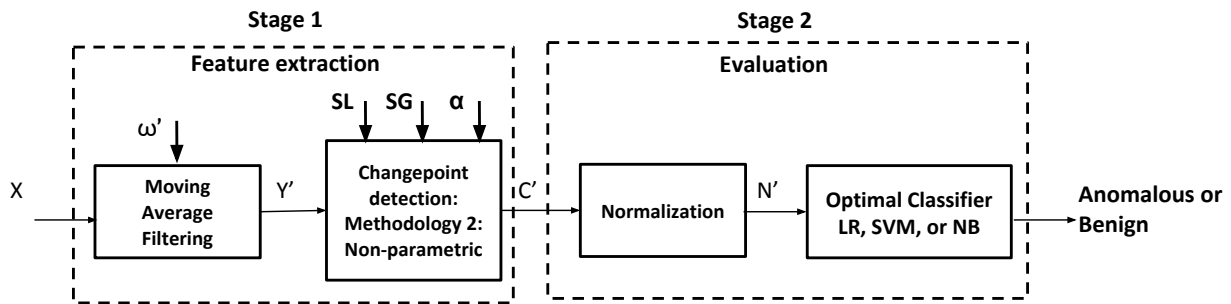 Stage 1
Stage 2
Feature extraction
Evaluation
SL
SG
α
ω’
X
Moving
Average
Filtering
Y’
Changepoint
detection:
Methodology 2:
Non-parametric
C’
Normalization
N’
Optimal Classifier
LR, SVM, or NB
Anomalous or
Benign